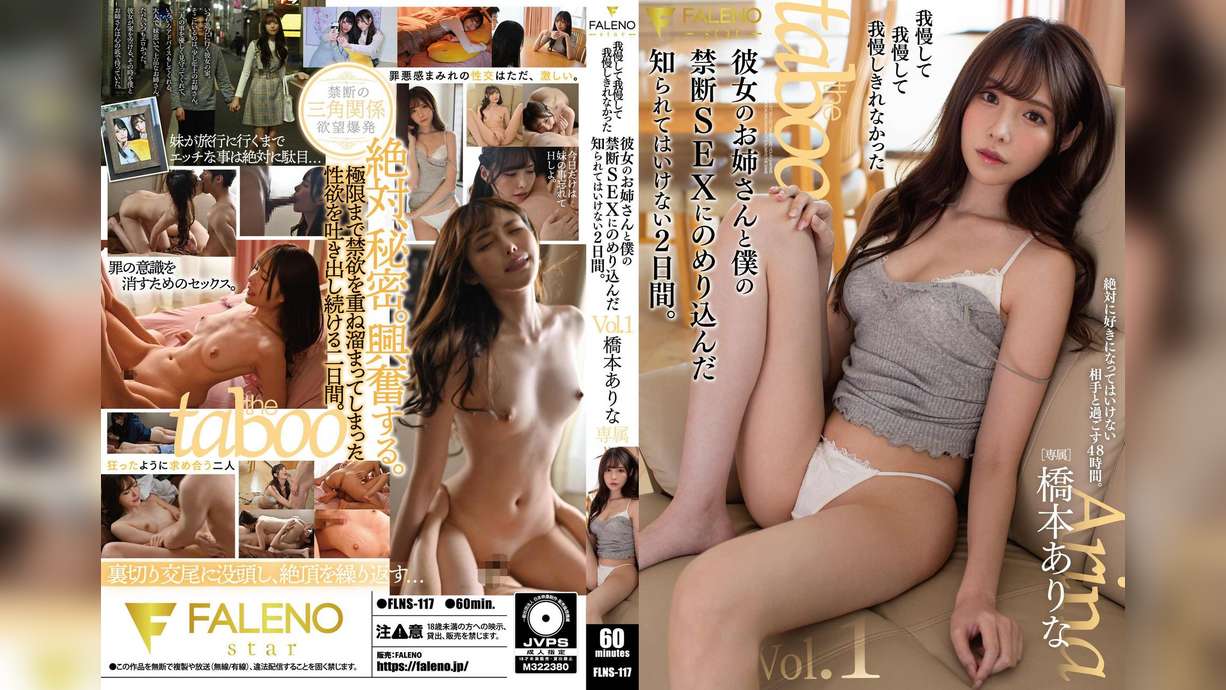 禁断の
三角関係
欲望爆発
罪悪感まみれの性交はただ、激しい。
妹が旅行に行くまで
エッチな事は絶対に駄目…
今日だけは
妹の事忘れて
Hしよ？
絶対、秘密。興奮する。
極限まで禁欲を重ね溜まってしまった
性欲を吐き出し続ける二日間。
罪の意識を
消すためのセックス。
the
taboo
狂ったように求め合う二人
裏切り交尾に没頭し、絶頂を繰り返す…
FALENO
star
●この作品を無断で複製や放送(無線/有線)、違法配信することを固く禁じます。
●FLNS-117 ●60min.
注意 18歳未満の方への映示、
貸出、販売を禁じます。
販売:FALENO
https://faleno.jp/
JVPS
成人指定
M322380
FALENO
star
我慢して我慢して
我慢しきれなかった
彼女のお姉さんと僕の
禁断SEXにのめり込んだ
知られてはいけない2日間。
Vol.1
橋本ありな
専属
60
minutes
FLNS-117
FALENO
star
the
taboo
我慢して
我慢して
我慢しきれなかった
彼女のお姉さんと僕の
禁断SEXにのめり込んだ
知られてはいけない2日間。
絶対に好きになってはいけない
相手と過ごす48時間。
[専属]
橋本ありな
Arina
Vol.1